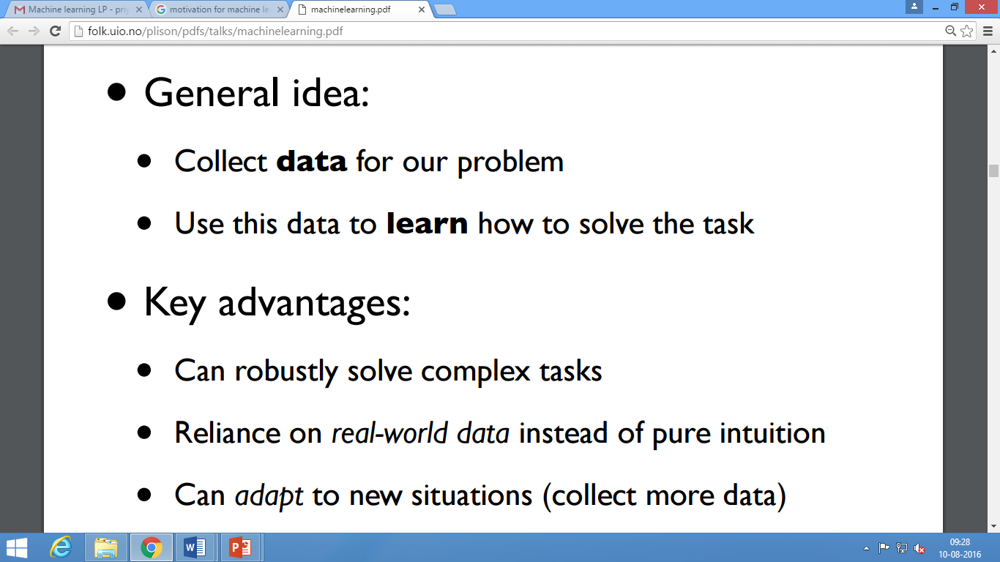 Machine learning LP - priy
motivation for machine le
machinelearning.pdf
folk.uio.no/plison/pdfs/talks/machinelearning.pdf
• General idea:
• Collect data for our problem
• Use this data to learn how to solve the task
• Key advantages:
• Can robustly solve complex tasks
• Reliance on real-world data instead of pure intuition
• Can adapt to new situations (collect more data)
09:28
10-08-2016